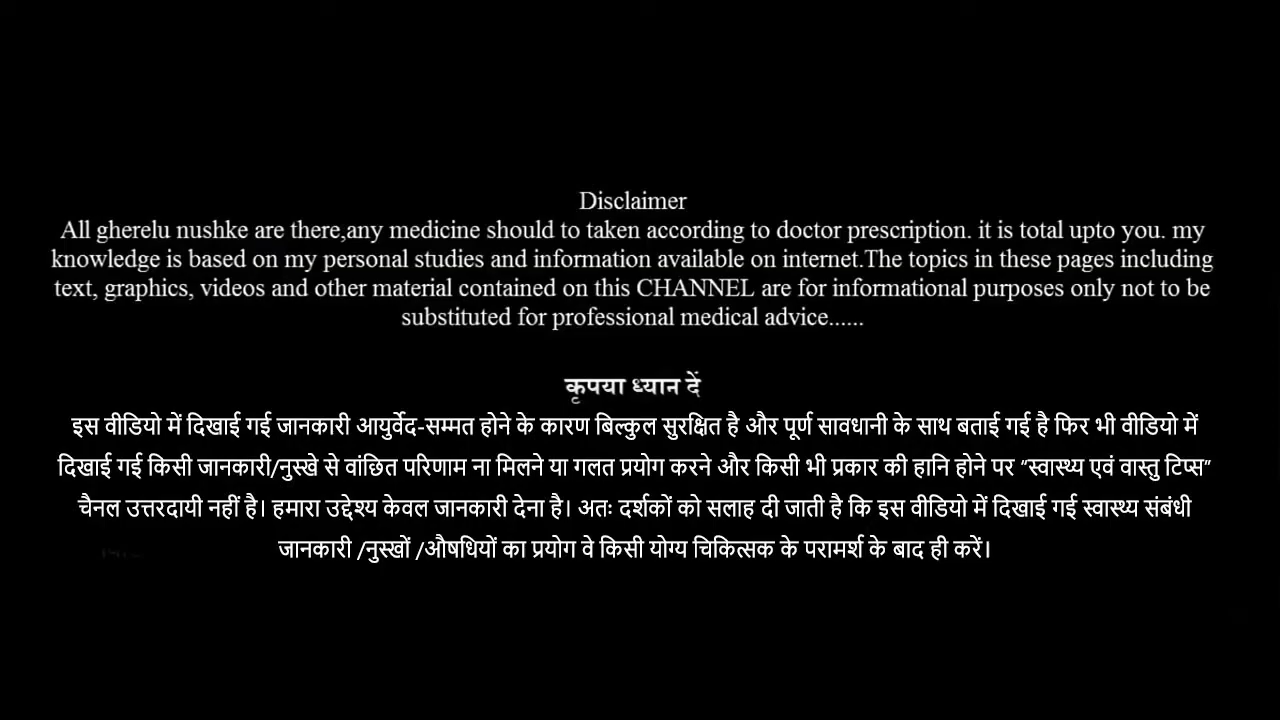 Disclaimer
All gherelu nushke are there,any medicine should to taken according to doctor prescription. it is total upto you. my
knowledge is based on my personal studies and information available on internet.The topics in these pages including
text, graphics, videos and other material contained on this CHANNEL are for informational purposes only not to be
substituted for professional medical advice......
कृपया ध्यान दें
इस वीडियो में दिखाई गई जानकारी आयुर्वेद-सम्मत होने के कारण बिल्कुल सुरक्षित है और पूर्ण सावधानी के साथ बताई गई है फिर भी वीडियो में
दिखाई गई किसी जानकारी/नुस्खे से वांछित परिणाम ना मिलने या गलत प्रयोग करने और किसी भी प्रकार की हानि होने पर "स्वास्थ्य एवं वास्तु टिप्स"
चैनल उत्तरदायी नहीं है। हमारा उद्देश्य केवल जानकारी देना है। अतः दर्शकों को सलाह दी जाती है कि इस वीडियो में दिखाई गई स्वास्थ्य संबंधी
जानकारी /नुस्खों /औषधियों का प्रयोग वे किसी योग्य चिकित्सक के परामर्श के बाद ही करें।